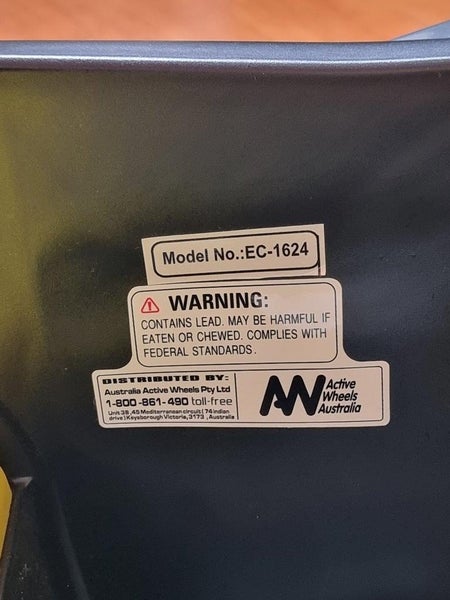 Model No.:EC-1624
WARNING:
CONTAINS LEAD. MAY BE HARMFUL IF
EATEN OR CHEWED. COMPLIES WITH
FEDERAL STANDARDS.
DISTRIBUTED BY:
Australia Active Wheels Pty Ltd
1-800-861-490 toll-free
Unit 38,45 Mediterranean circuit | 74 indian
drive | Keysborough Victoria,3173 , Australia
AW
Active
Wheels
Australia